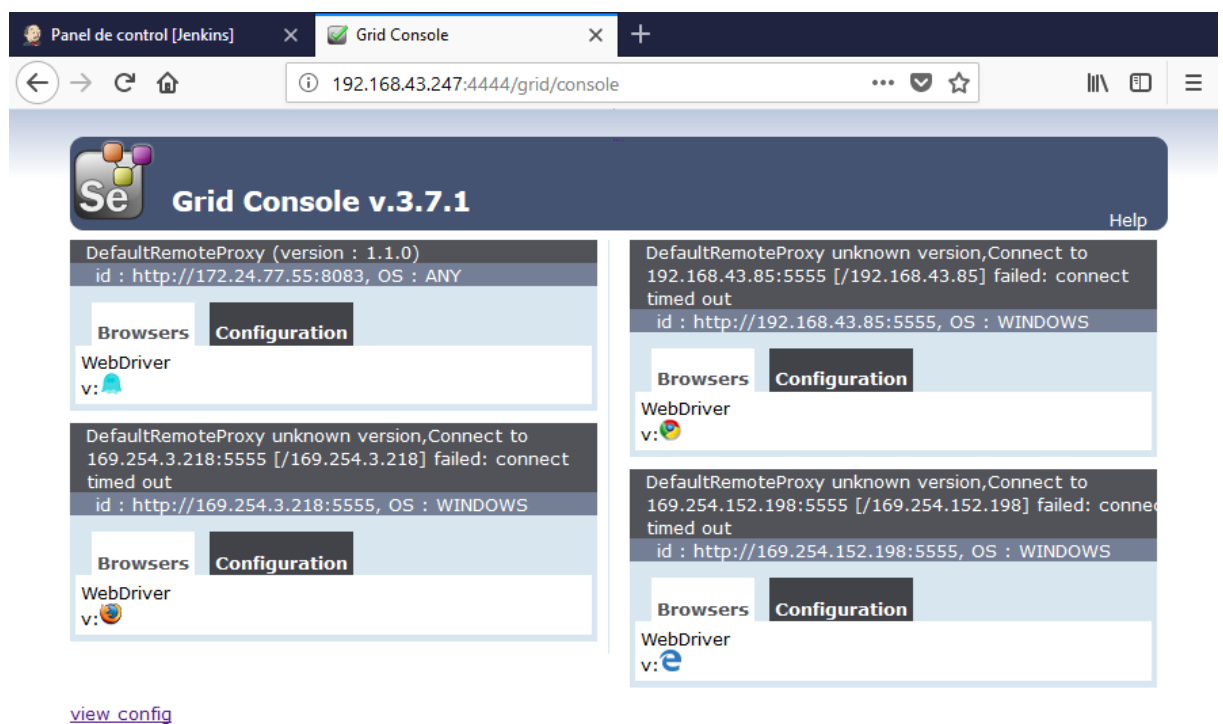 Panel de control [Jenkins]
Grid Console
192.168.43.247:4444/grid/console
Se
Grid Console v.3.7.1
Help
DefaultRemoteProxy (version : 1.1.0)
id : http://172.24.77.55:8083, OS : ANY
Browsers Configuration
WebDriver
v:
DefaultRemoteProxy unknown version,Connect to
169.254.3.218:5555 [/169.254.3.218] failed: connect
timed out
id : http://169.254.3.218:5555, OS : WINDOWS
Browsers Configuration
WebDriver
v:
DefaultRemoteProxy unknown version,Connect to
192.168.43.85:5555 [/192.168.43.85] failed: connect
timed out
id : http://192.168.43.85:5555, OS : WINDOWS
Browsers Configuration
WebDriver
v:
DefaultRemoteProxy unknown version,Connect to
169.254.152.198:5555 [/169.254.152.198] failed: connec
timed out
id : http://169.254.152.198:5555, OS : WINDOWS
Browsers Configuration
WebDriver
v:
view config